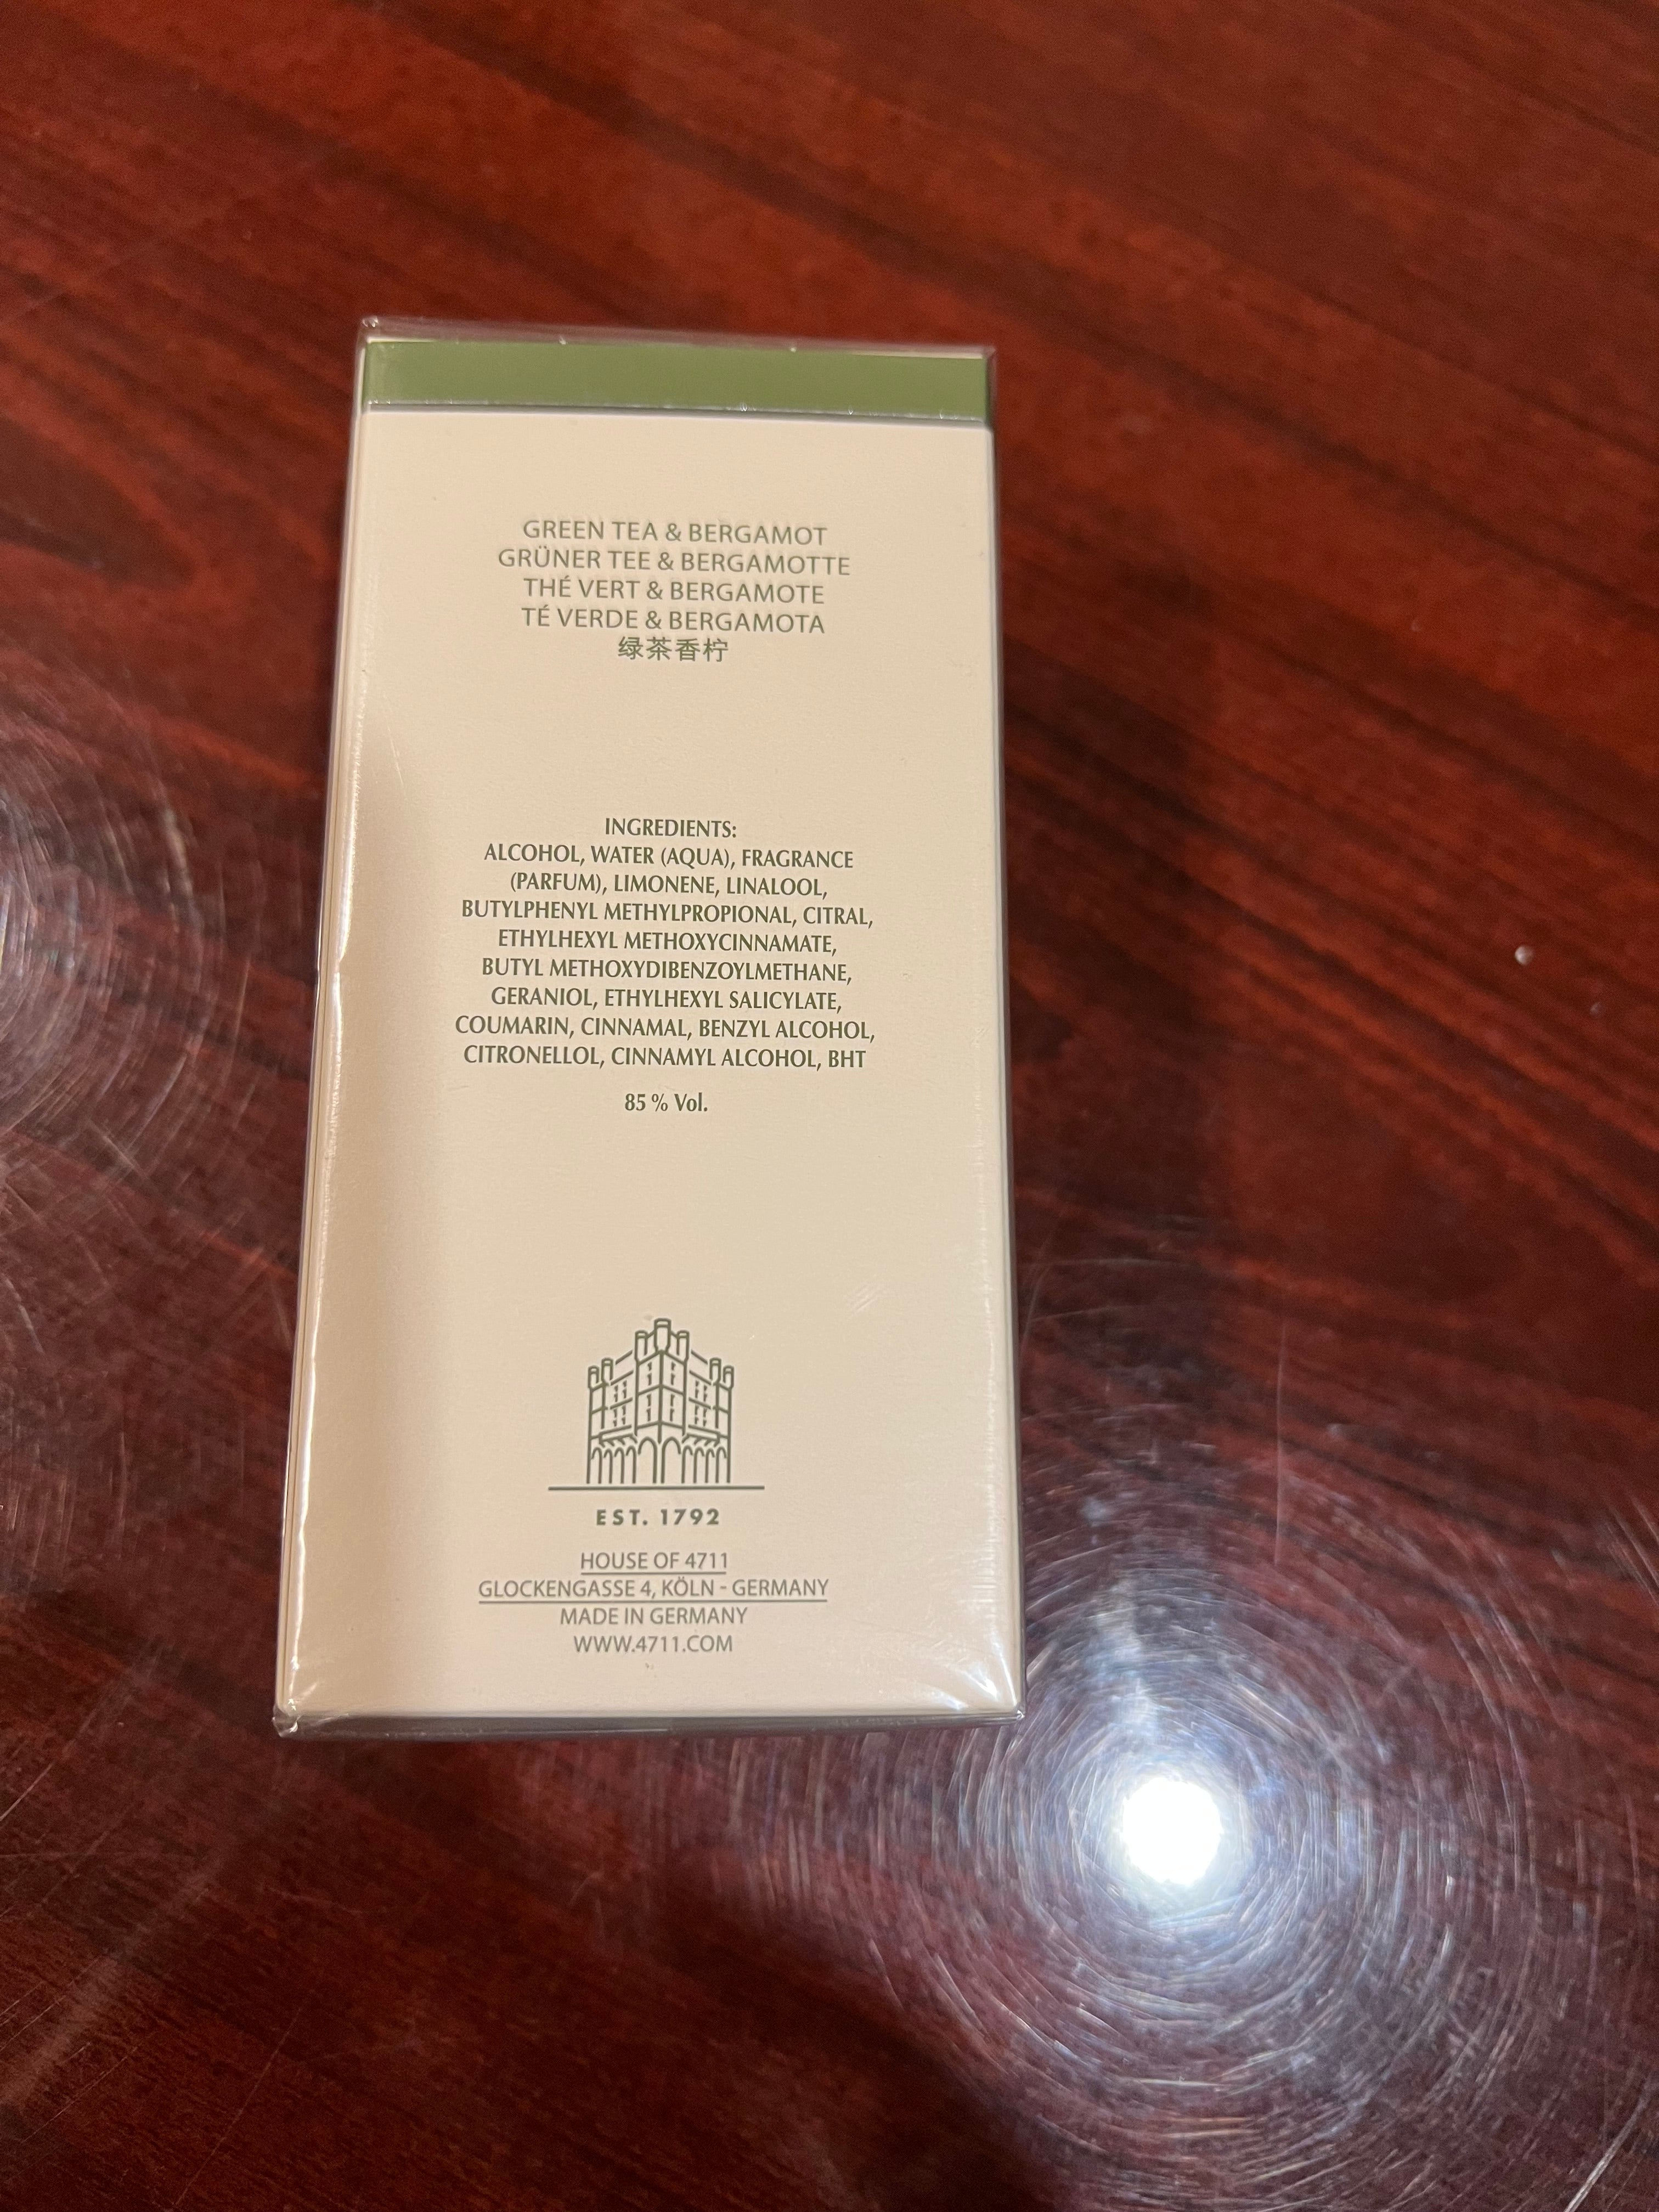 GREEN TEA & BERGAMOT
GRÜNER TEE & BERGAMOTTE
THÉ VERT & BERGAMOTE
TÉ VERDE & BERGAMOTA
绿茶香柠
INGREDIENTS:
ALCOHOL, WATER (AQUA), FRAGRANCE
(PARFUM), LIMONENE, LINALOOL,
BUTYLPHENYL METHYLPROPIONAL, CITRAL,
ETHYLHEXYL METHOXYCINNAMATE,
BUTYL METHOXYDIBENZOYLMETHANE,
GERANIOL, ETHYLHEXYL SALICYLATE,
COUMARIN, CINNAMAL, BENZYL ALCOHOL,
CITRONELLOL, CINNAMYL ALCOHOL, BHT
85 % Vol.
EST. 1792
HOUSE OF 4711
GLOCKENGASSE 4, KÖLN - GERMANY
MADE IN GERMANY
WWW.4711.COM